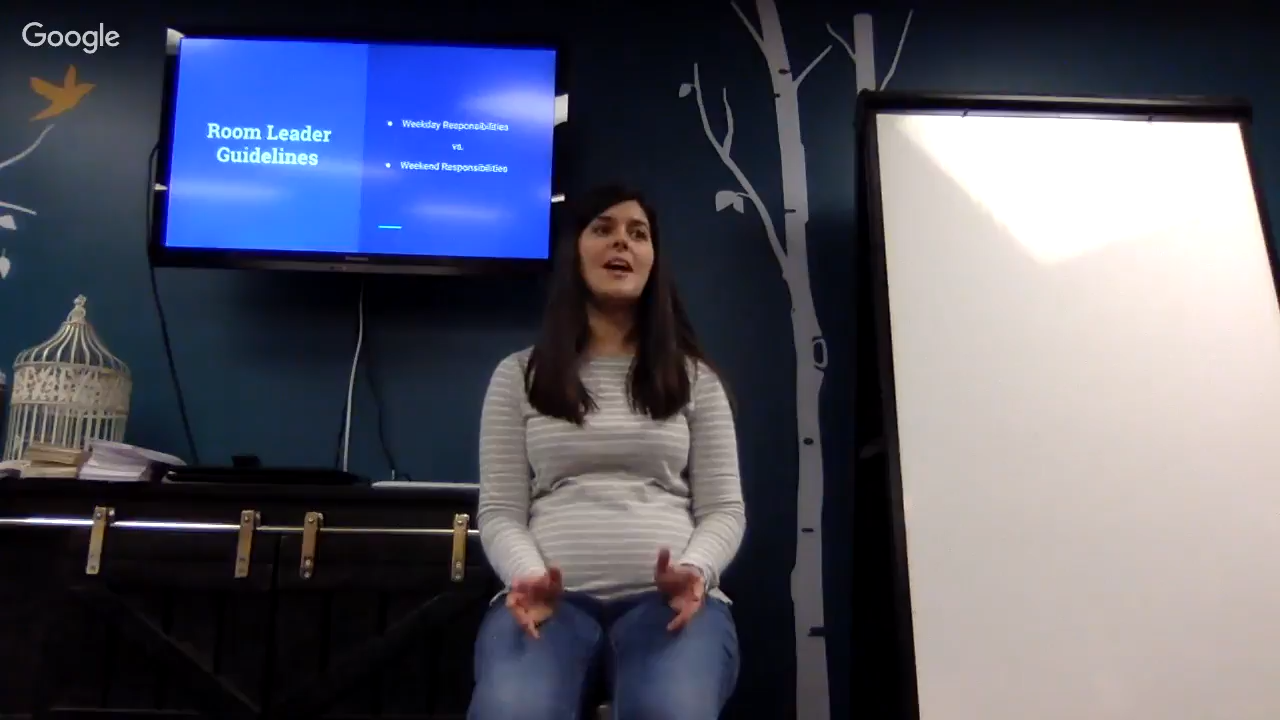 Google
Room Leader
Guidelines
Weekday Responsibilities
vs.
Weekend Responsibilities